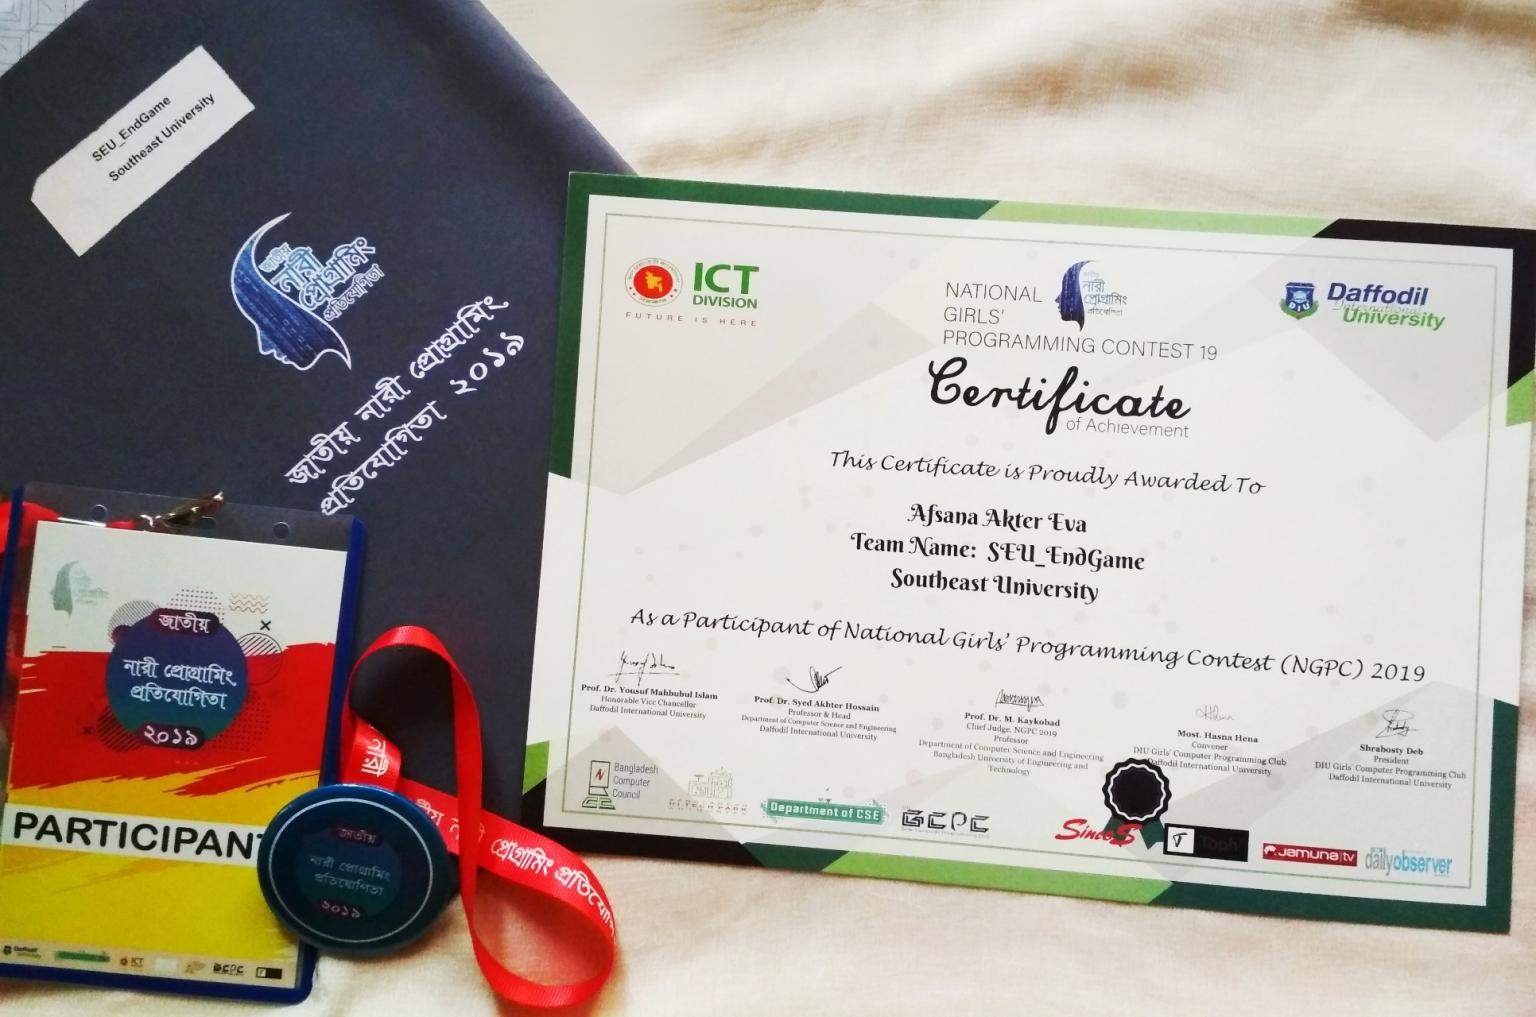 SEU_EndGame
Southeast University
জাতীয়
নারী
প্রোগ্রামিং
প্রতিযোগিতা
জাতীয় নারী প্রোগ্রামিং
প্রতিযোগিতা ২০১৯
ICT
DIVISION
FUTURE IS HERE
NATIONAL
GIRLS'
PROGRAMMING CONTEST 19
জাতীয়
নারী
প্রোগ্রামিং
প্রতিযোগিতা
DIU
Daffodil
International
University
Certificate
of Achievement
This Certificate is Proudly Awarded To
Afsana Akter Eva
Team Name: SEU_EndGame
Southeast University
As a Participant of National Girls' Programming Contest (NGPC) 2019
Prof. Dr. Yousuf Mahbubul Islam
Honorable Vice Chancellor
Daffodil International University
Prof. Dr. Syed Akhter Hossain
Professor & Head
Department of Computer Science and Engineering
Daffodil International University
Prof. Dr. M. Kaykobad
Chief Judge, NGPC 2019
Professor
Department of Computer Science and Engineering
Bangladesh University of Engineering and
Technology
Most. Hasna Hena
Convener
DIU Girls' Computer Programming Club
Daffodil International University
Shrabosty Deb
President
DIU Girls' Computer Programming Club
Daffodil International University
Bangladesh
Computer
Council
Department of CSE
GCPC
Sincos
Toph
Jamuna tv
dailyobserver
জাতীয়
নারী প্রোগ্রামিং
প্রতিযোগিতা
২০১৯
PARTICIPANT
Daffodil
ICT
GCPC
জাতীয়
নারী প্রোগ্রামিং
প্রতিযোগিতা
২০১৯
নারী
নারী প্রোগ্রামিং